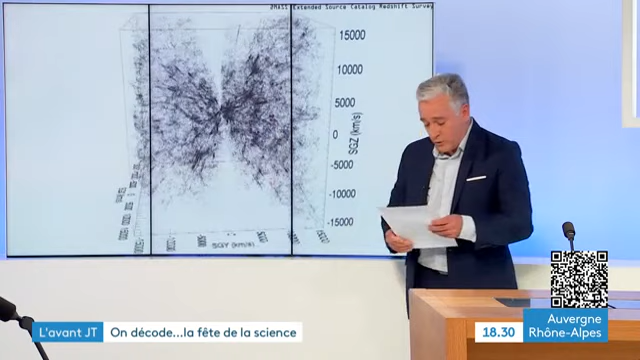 2MASS Extended Source Catalog Redshift Survey
15000
10000
5000
0
-5000
-10000
-15000
SGZ (km/s)
SGY (km/s)
L'avant JT
On décode...la fête de la science
18.30
Auvergne
Rhône-Alpes